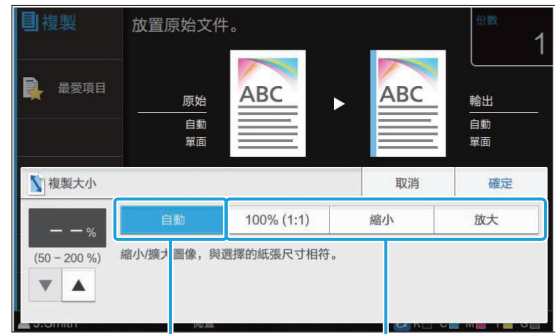 複製
放置原始文件。
份數
1
最愛項目
ABC
ABC
原始
自動
單面
輸出
自動
單面
複製大小
取消
確定
– – %
(50 – 200 %)
自動
100% (1:1)
縮小
放大
縮小/擴大圖像，與選擇的紙張尺寸相符。
J.Smith
K
C
M
Y